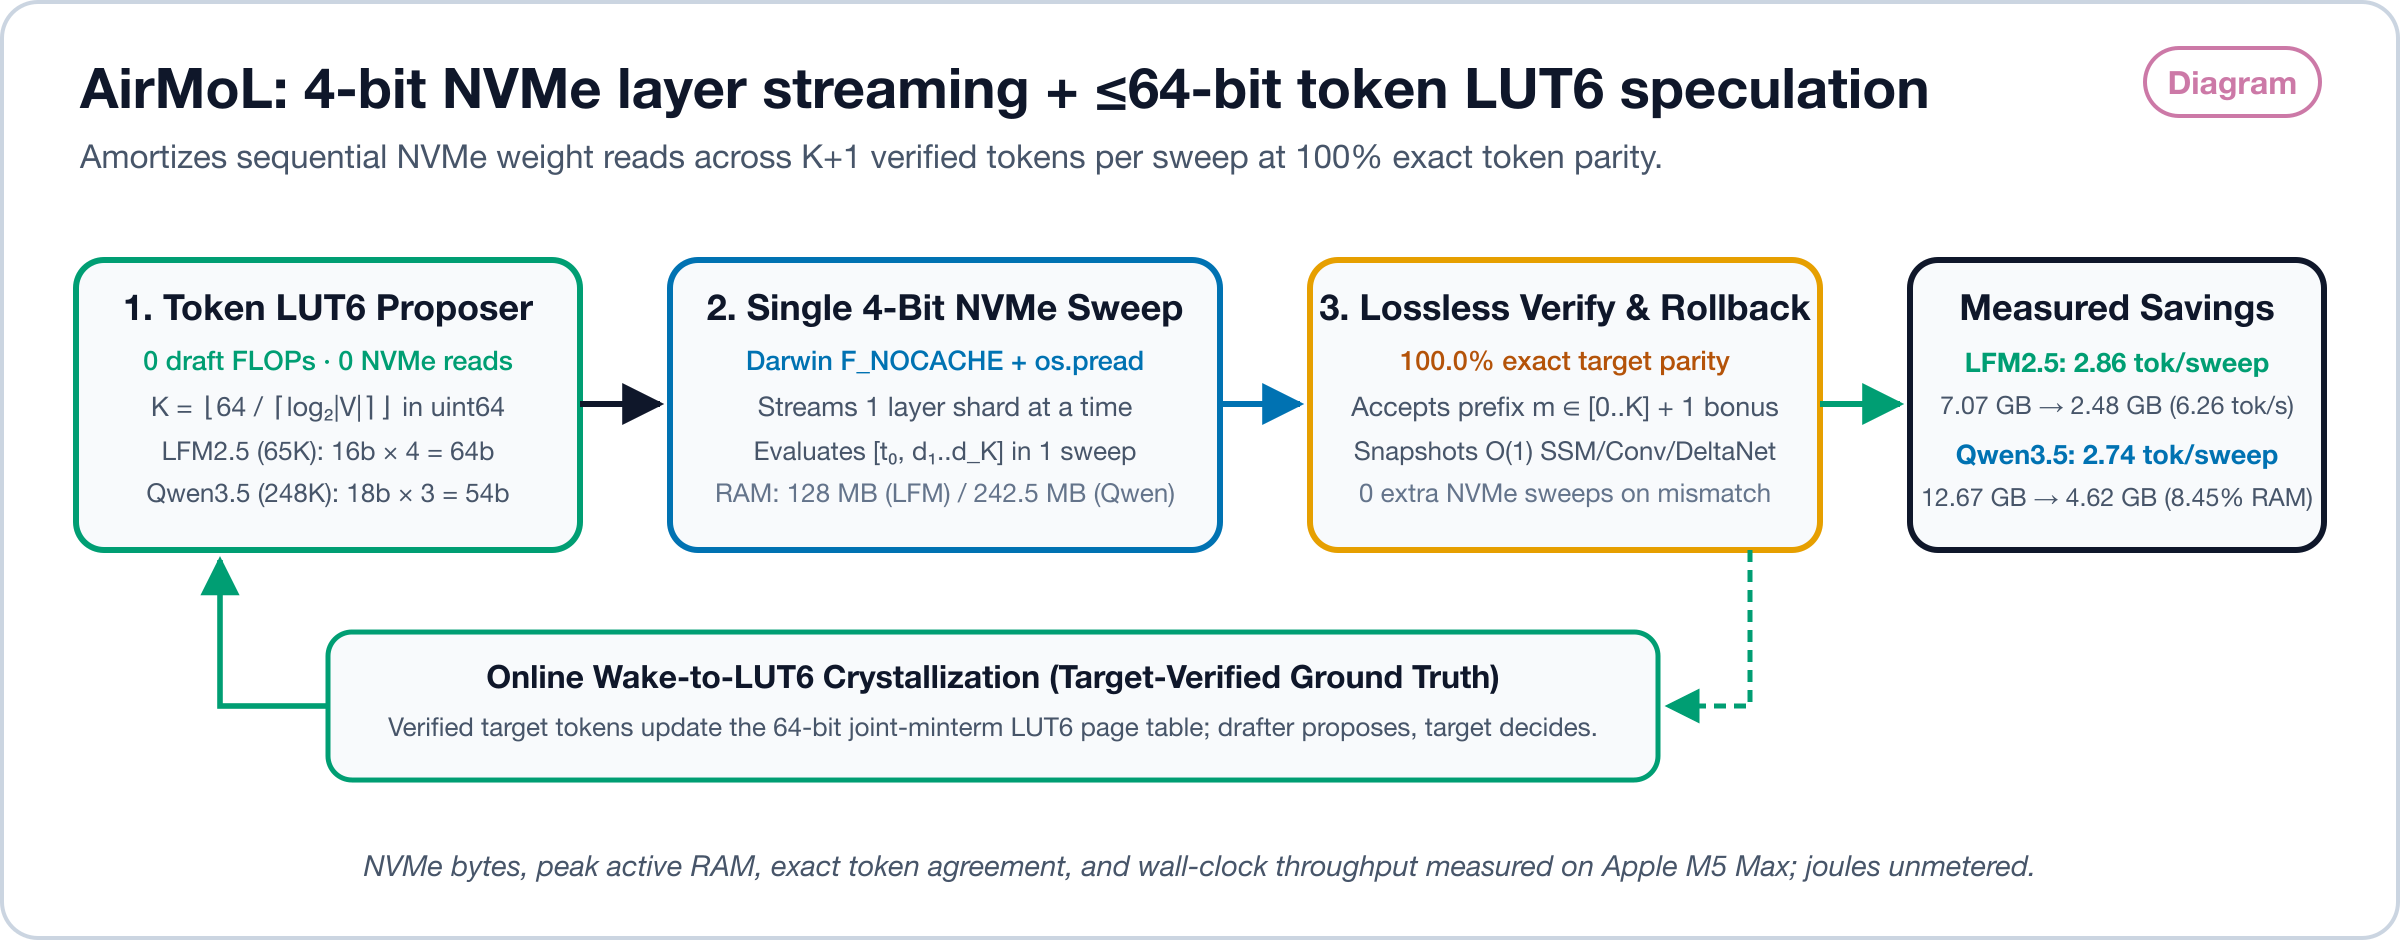 AirMoL: 4-bit NVMe layer streaming + ≤64-bit token LUT6 speculation
Diagram
Amortizes sequential NVMe weight reads across K+1 verified tokens per sweep at 100% exact token parity.
1. Token LUT6 Proposer
0 draft FLOPs · 0 NVMe reads
K = ⌊64 / ⌈log₂|V|⌉⌋ in uint64
LFM2.5 (65K): 16b × 4 = 64b
Qwen3.5 (248K): 18b × 3 = 54b
2. Single 4-Bit NVMe Sweep
Darwin F_NOCACHE + os.pread
Streams 1 layer shard at a time
Evaluates [t₀, d₁..d_K] in 1 sweep
RAM: 128 MB (LFM) / 242.5 MB (Qwen)
3. Lossless Verify & Rollback
100.0% exact target parity
Accepts prefix m ∈ [0..K] + 1 bonus
Snapshots O(1) SSM/Conv/DeltaNet
0 extra NVMe sweeps on mismatch
Measured Savings
LFM2.5: 2.86 tok/sweep
7.07 GB → 2.48 GB (6.26 tok/s)
Qwen3.5: 2.74 tok/sweep
12.67 GB → 4.62 GB (8.45% RAM)
Online Wake-to-LUT6 Crystallization (Target-Verified Ground Truth)
Verified target tokens update the 64-bit joint-minterm LUT6 page table; drafter proposes, target decides.
NVMe bytes, peak active RAM, exact token agreement, and wall-clock throughput measured on Apple M5 Max; joules unmetered.